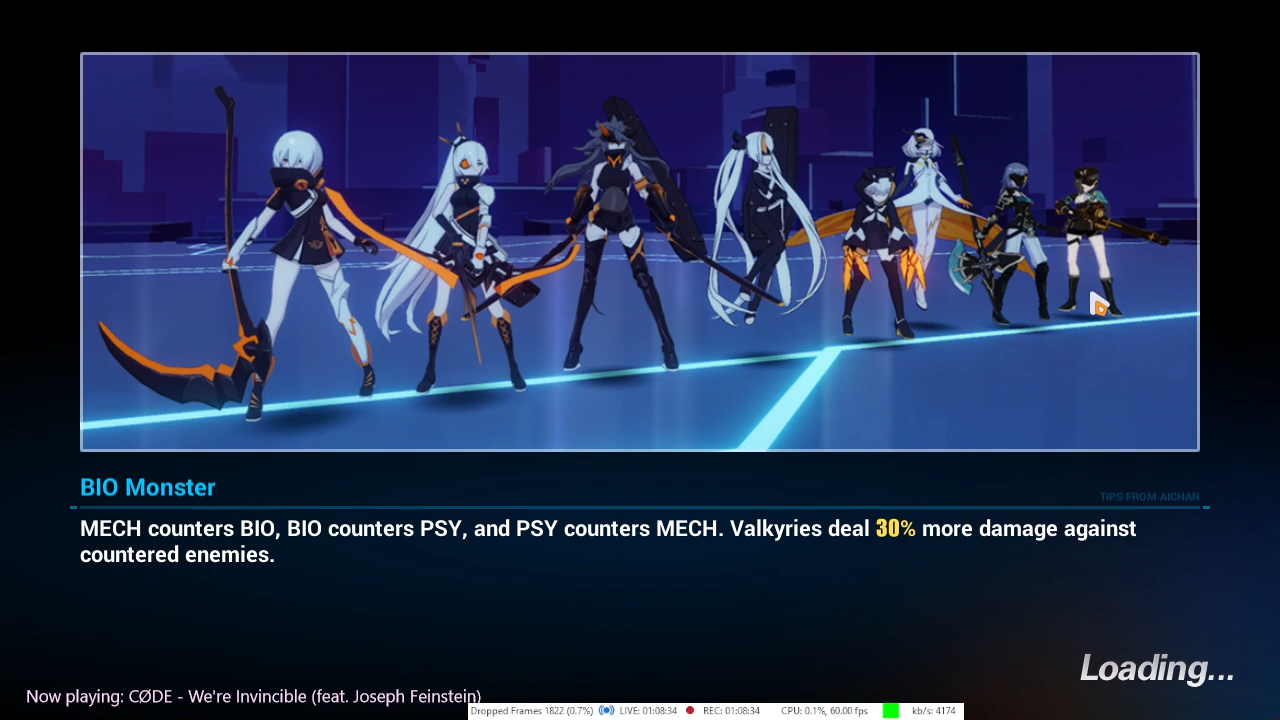 BIO Monster
TIPS FROM AICHAN
MECH counters BIO, BIO counters PSY, and PSY counters MECH. Valkyries deal 30% more damage against
countered enemies.
Loading...
Now playing: CØDE - We're Invincible (feat. Joseph Feinstein)
Dropped Frames 1822 (0.7%) LIVE: 01:08:34 REC: 01:08:34 CPU: 0.1%, 60.00 fps kb/s: 4174